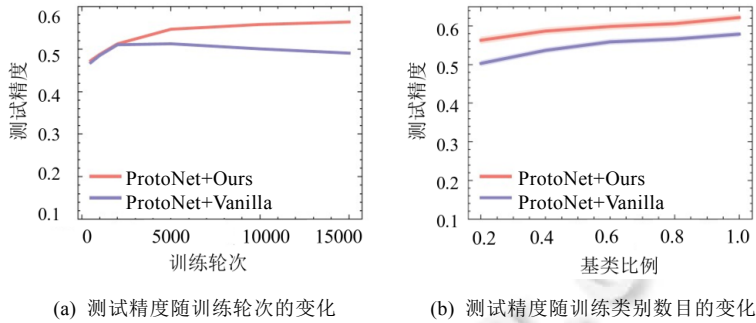 0.6
0.5
0.4
0.3
0.2
0.1
测试精度
ProtoNet+Ours
ProtoNet+Vanilla
0 5000 10000 15000
训练轮次
(a) 测试精度随训练轮次的变化
0.6
0.5
0.4
0.3
0.2
0.1
测试精度
ProtoNet+Ours
ProtoNet+Vanilla
0.2 0.4 0.6 0.8 1.0
基类比例
(b) 测试精度随训练类别数目的变化